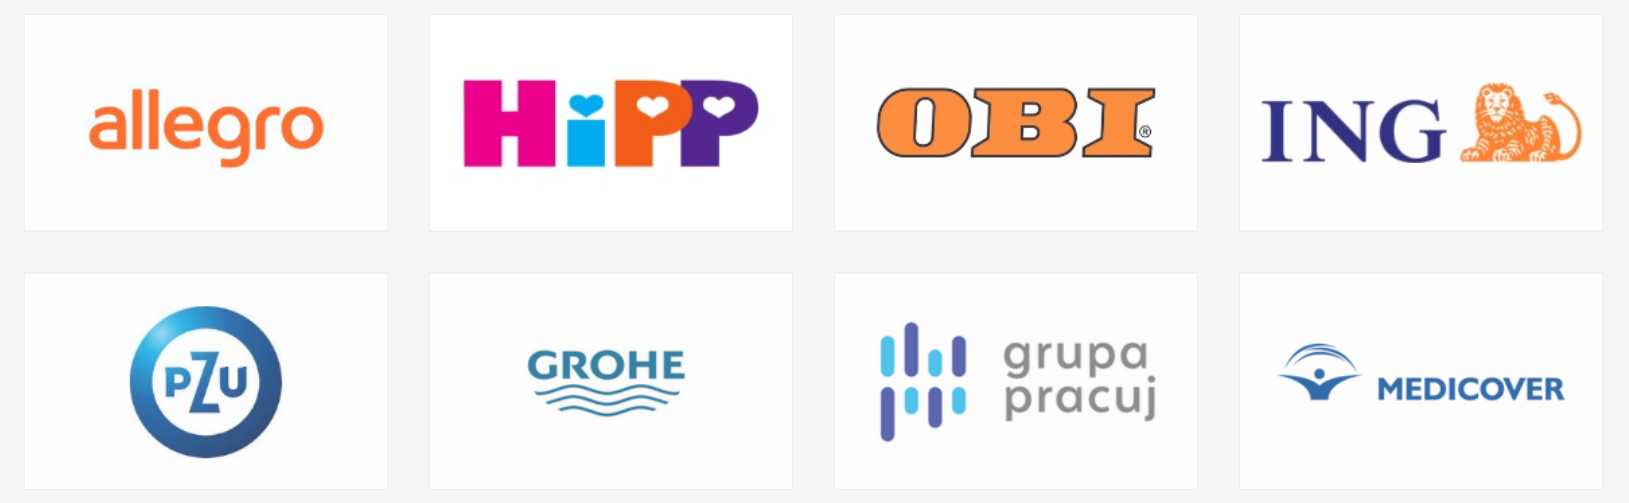 allegro
HiPP
OBI
®
ING
PZU
GROHE
grupa
pracuj
MEDICOVER